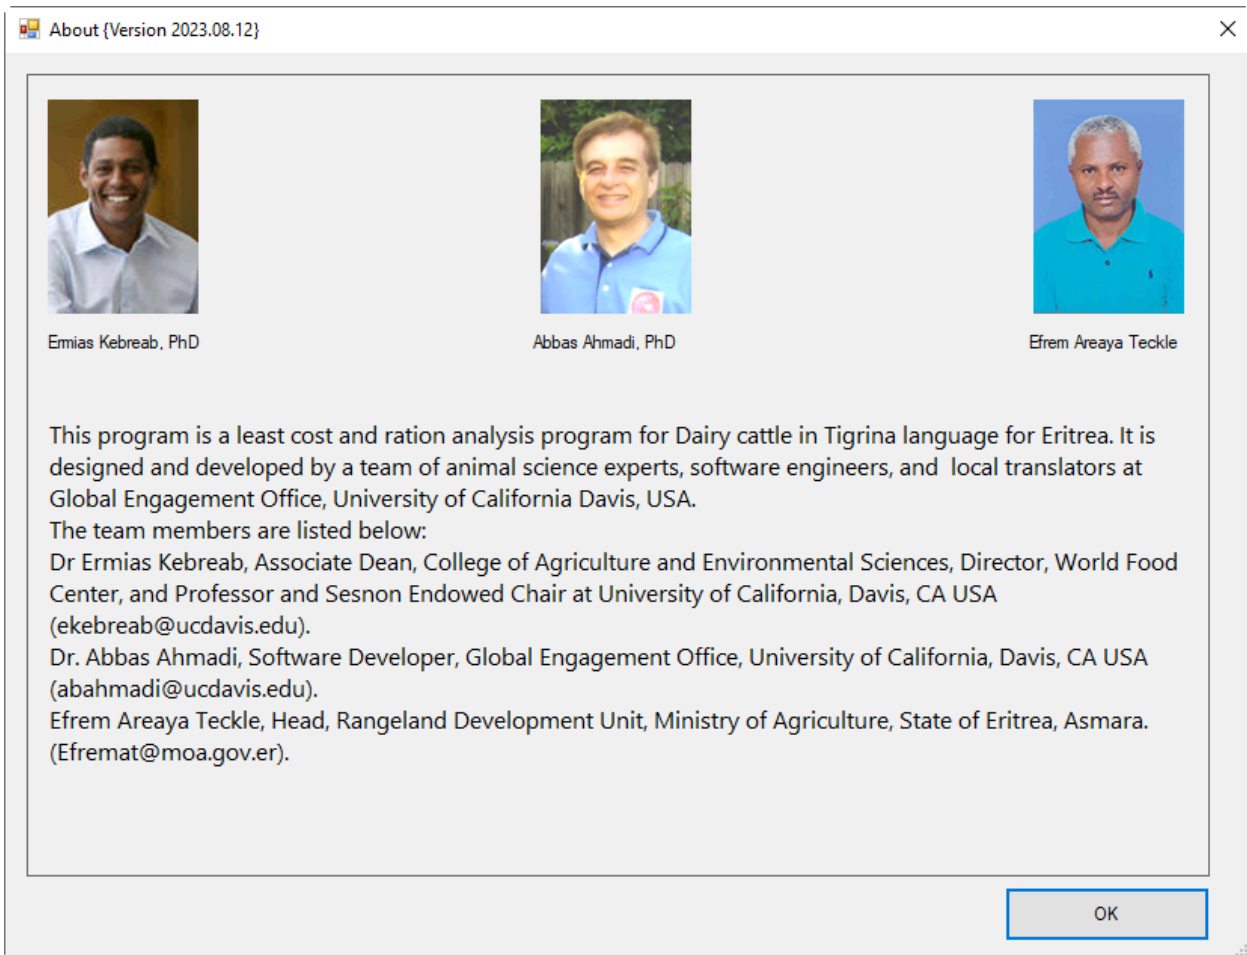 About {Version 2023.08.12}
Ermias Kebreab, PhD
Abbas Ahmadi, PhD
Efrem Areaya Teckle
This program is a least cost and ration analysis program for Dairy cattle in Tigrina language for Eritrea. It is
designed and developed by a team of animal science experts, software engineers, and  local translators at
Global Engagement Office, University of California Davis, USA.
The team members are listed below:
Dr Ermias Kebreab, Associate Dean, College of Agriculture and Environmental Sciences, Director, World Food
Center, and Professor and Sesnon Endowed Chair at University of California, Davis, CA USA
(ekebreab@ucdavis.edu).
Dr. Abbas Ahmadi, Software Developer, Global Engagement Office, University of California, Davis, CA USA
(abahmadi@ucdavis.edu).
Efrem Areaya Teckle, Head, Rangeland Development Unit, Ministry of Agriculture, State of Eritrea, Asmara.
(Efremat@moa.gov.er).
OK